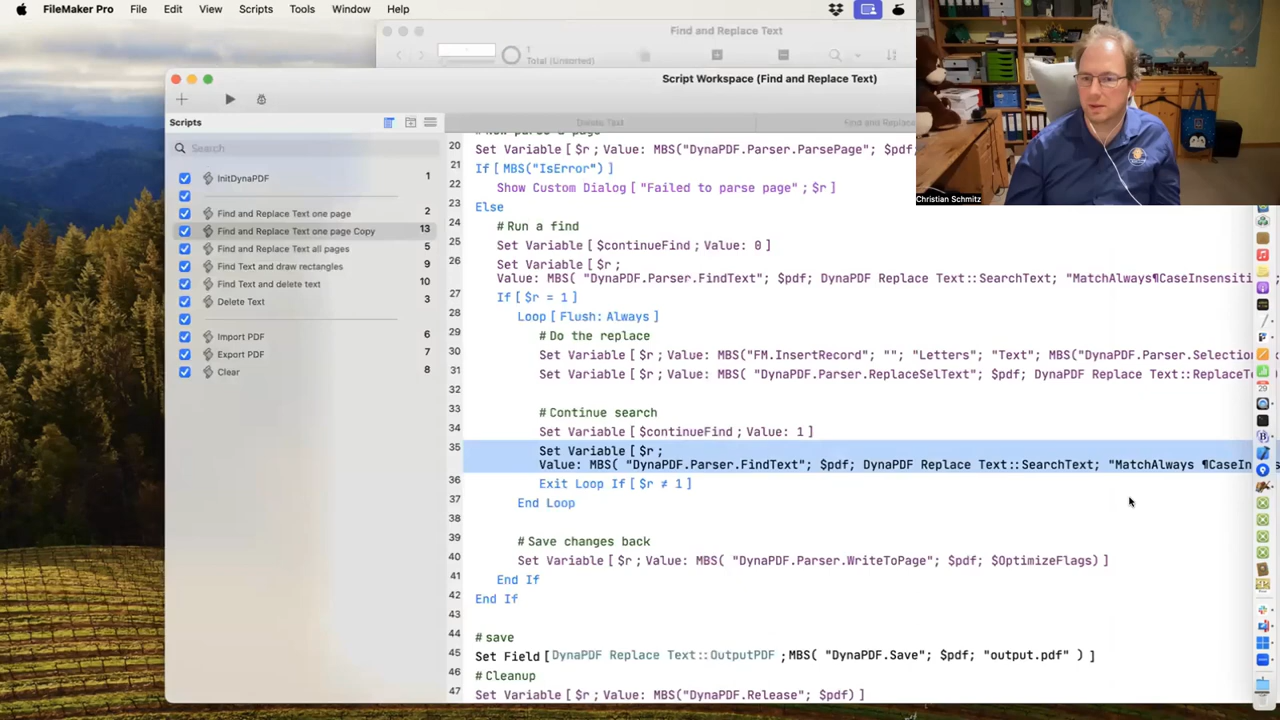 FileMaker Pro File Edit View Scripts Tools Window Help
Find and Replace Text
1
Total (Unsorted)
Script Workspace (Find and Replace Text)
Scripts
Search
InitDynaPDF 1
Find and Replace Text one page 2
Find and Replace Text one page Copy 13
Find and Replace Text all pages 5
Find Text and draw rectangles 9
Find Text and delete text 10
Delete Text 3
Import PDF 6
Export PDF 7
Clear 8
Delete Text Find and Replace
parse a page
20 Set Variable [ $r ; Value: MBS("DynaPDF.Parser.ParsePage"; $pdf;
21 If [ MBS("IsError") ]
22 Show Custom Dialog [ "Failed to parse page" ; $r ]
23 Else
24 # Run a find
25 Set Variable [ $continueFind ; Value: 0 ]
26 Set Variable [ $r ;
Value: MBS( "DynaPDF.Parser.FindText"; $pdf; DynaPDF Replace Text::SearchText; "MatchAlways¶CaseInsensiti
27 If [ $r = 1 ]
28 Loop [ Flush: Always ]
29 # Do the replace
30 Set Variable [ $r ; Value: MBS("FM.InsertRecord"; ""; "Letters"; "Text"; MBS("DynaPDF.Parser.Selectio
31 Set Variable [ $r ; Value: MBS( "DynaPDF.Parser.ReplaceSelText"; $pdf; DynaPDF Replace Text::ReplaceTe
32
33 # Continue search
34 Set Variable [ $continueFind ; Value: 1 ]
35 Set Variable [ $r ;
Value: MBS( "DynaPDF.Parser.FindText"; $pdf; DynaPDF Replace Text::SearchText; "MatchAlways ¶CaseIn
36 Exit Loop If [ $r ≠ 1 ]
37 End Loop
38
39 # Save changes back
40 Set Variable [ $r ; Value: MBS( "DynaPDF.Parser.WriteToPage"; $pdf; $OptimizeFlags) ]
41 End If
42 End If
43
44 # save
45 Set Field [ DynaPDF Replace Text::OutputPDF ; MBS( "DynaPDF.Save"; $pdf; "output.pdf" ) ]
46 # Cleanup
47 Set Variable [ $r ; Value: MBS("DynaPDF.Release"; $pdf) ]
Christian Schmitz
29